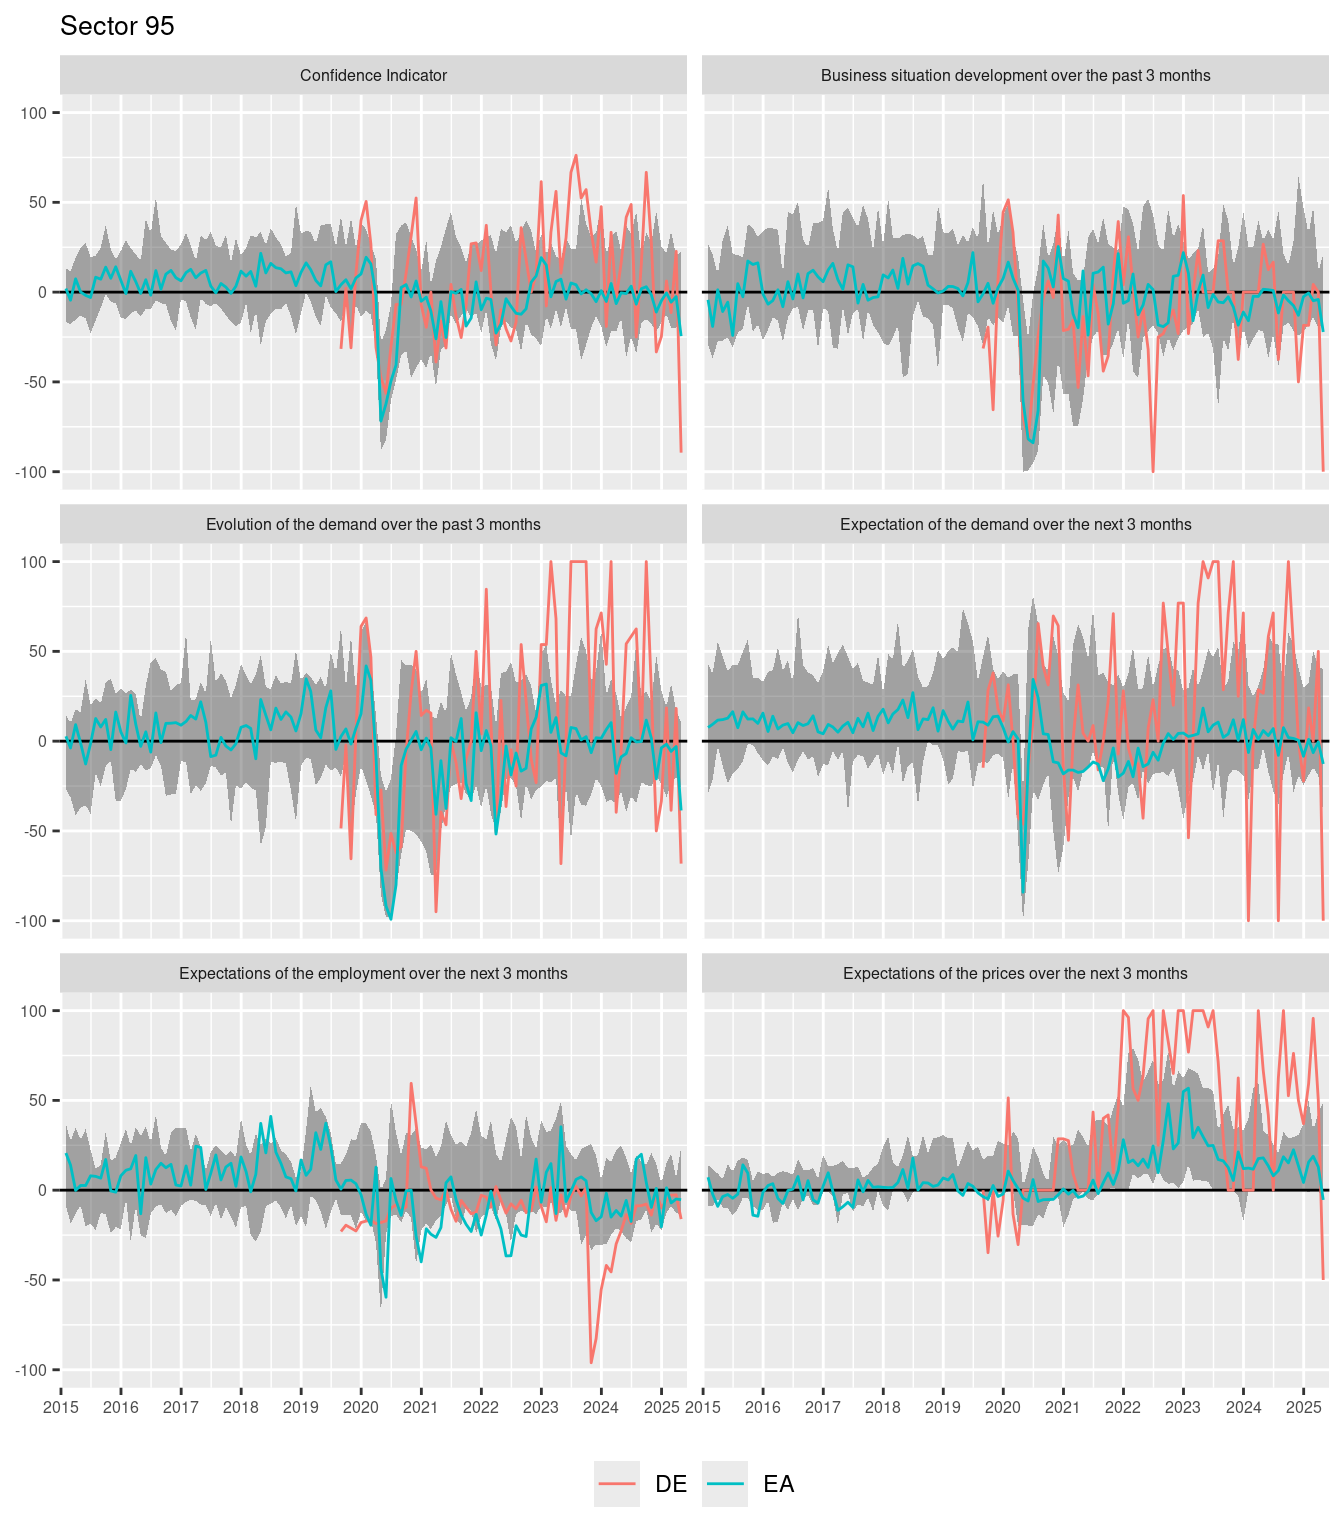 Sector 95
Confidence Indicator
Business situation development over the past 3 months
100
50
0
-50
-100
Evolution of the demand over the past 3 months
Expectation of the demand over the next 3 months
100
50
0
-50
-100
Expectations of the employment over the next 3 months
Expectations of the prices over the next 3 months
100
50
0
-50
-100
2015 2016 2017 2018 2019 2020 2021 2022 2023 2024 2025
2015 2016 2017 2018 2019 2020 2021 2022 2023 2024 2025
DE EA